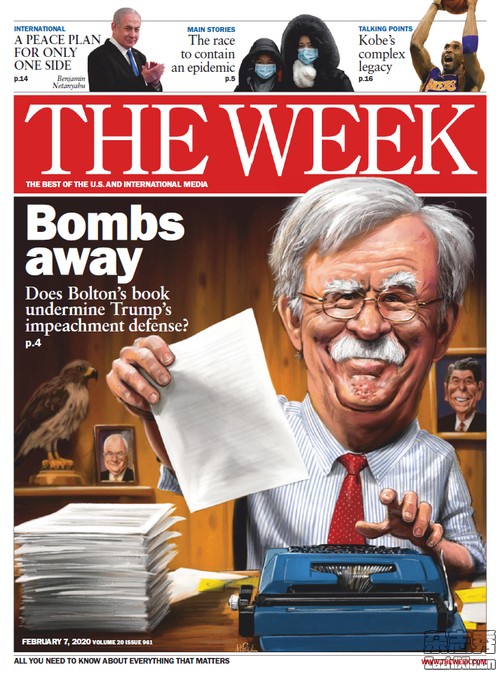 INTERNATIONAL
A PEACE PLAN
FOR ONLY
ONE SIDE
p.14
Benjamin
Netanyahu
MAIN STORIES
The race
to contain
an epidemic
p.5
TALKING POINTS
Kobe's
complex
legacy
p.16
LAKERS
THE WEEK
THE BEST OF THE U.S. AND INTERNATIONAL MEDIA
Bombs
away
Does Bolton's book
undermine Trump's
impeachment defense?
p.4
FEBRUARY 7, 2020 VOLUME 20 ISSUE 961
ALL YOU NEED TO KNOW ABOUT EVERYTHING THAT MATTERS
WWW.THEWEEK.COM